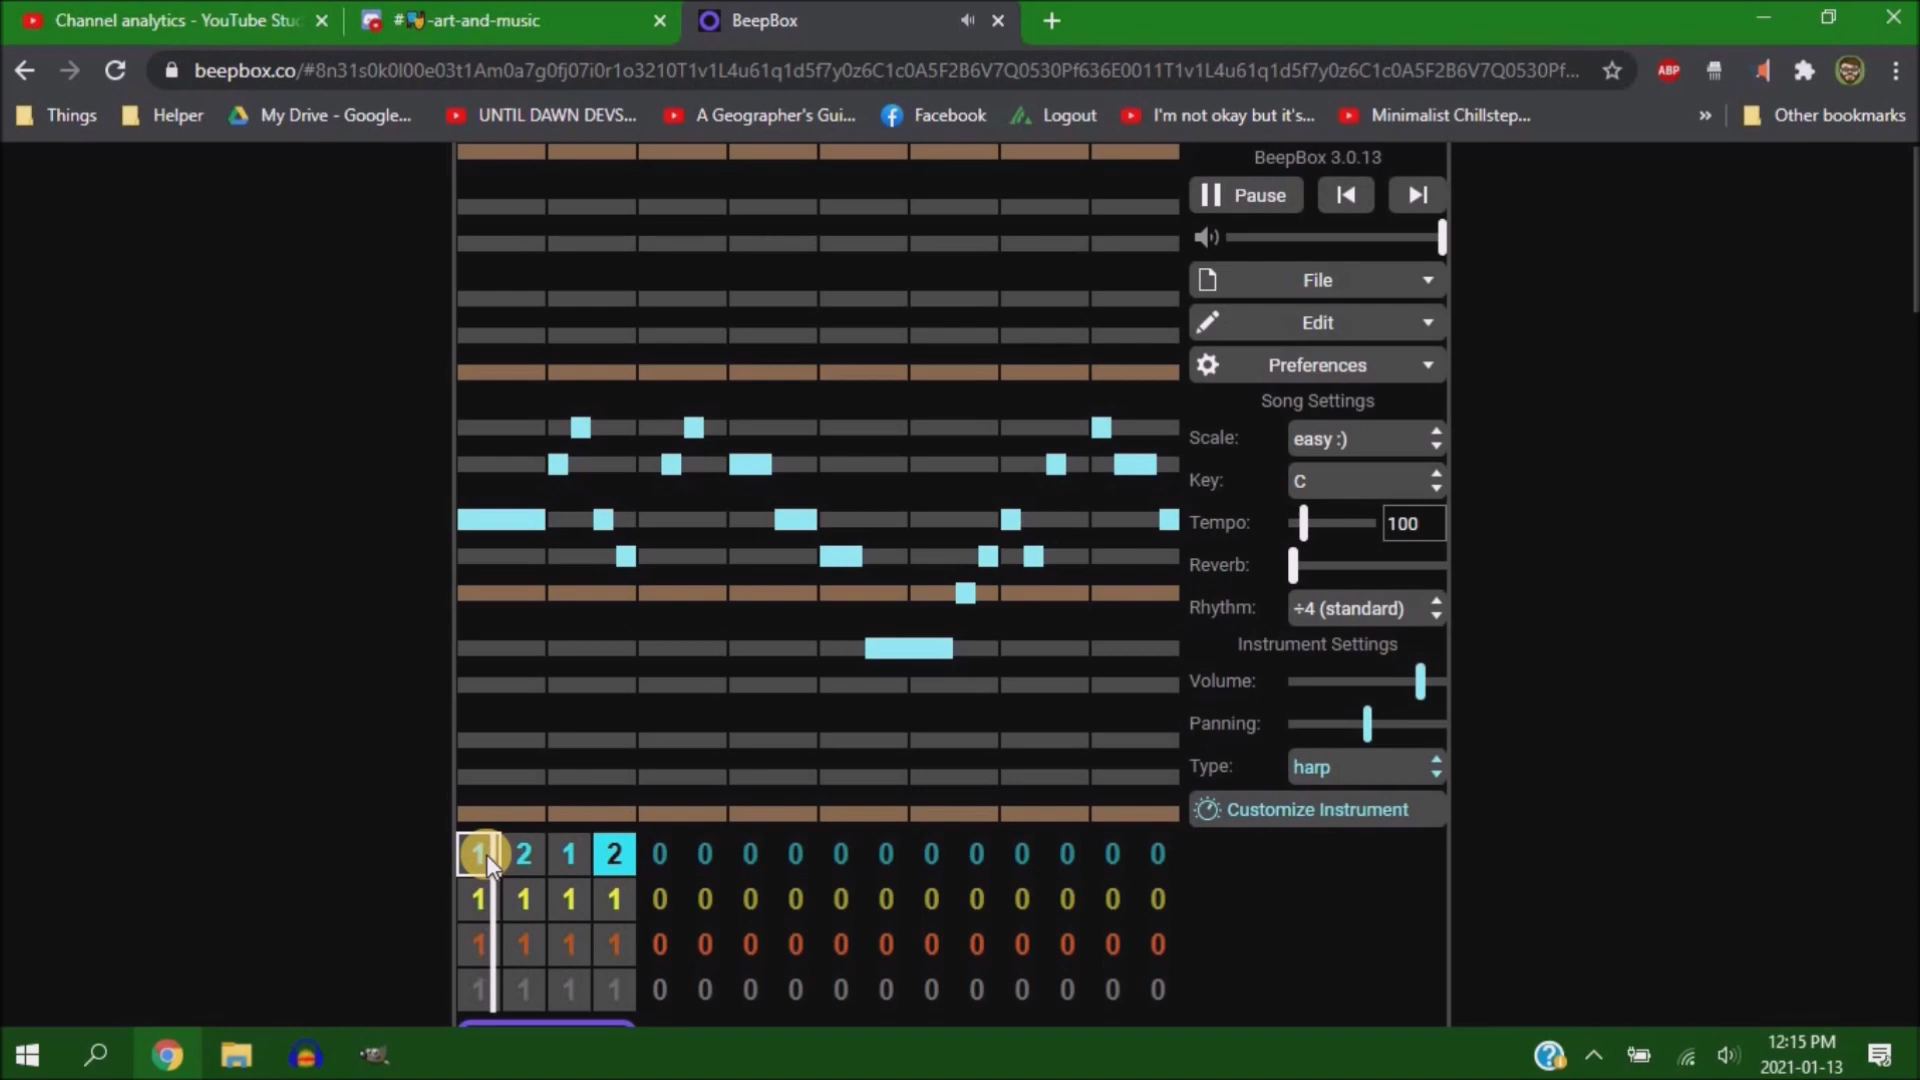 Channel analytics - YouTube Stu
#🎭-art-and-music
BeepBox
beepbox.co/#8n31s0k0l00e03t1Am0a7g0fj07i0r1o3210T1v1L4u61q1d5f7y0z6C1c0A5F2B6V7Q0530Pf636E0011T1v1L4u61q1d5f7y0z6C1c0A5F2B6V7Q0530Pf...
ABP
Things
Helper
My Drive - Google...
UNTIL DAWN DEVS...
A Geographer's Gui...
Facebook
Logout
I'm not okay but it's...
Minimalist Chillstep...
»
Other bookmarks
BeepBox 3.0.13
Pause
File
Edit
Preferences
Song Settings
Scale: easy :)
Key: C
Tempo: 100
Reverb:
Rhythm: ÷4 (standard)
Instrument Settings
Volume:
Panning:
Type: harp
Customize Instrument
1 2 1 2 0 0 0 0 0 0 0 0 0 0 0 0
1 1 1 1 0 0 0 0 0 0 0 0 0 0 0 0
1 1 1 1 0 0 0 0 0 0 0 0 0 0 0 0
1 1 1 1 0 0 0 0 0 0 0 0 0 0 0 0
12:15 PM
2021-01-13